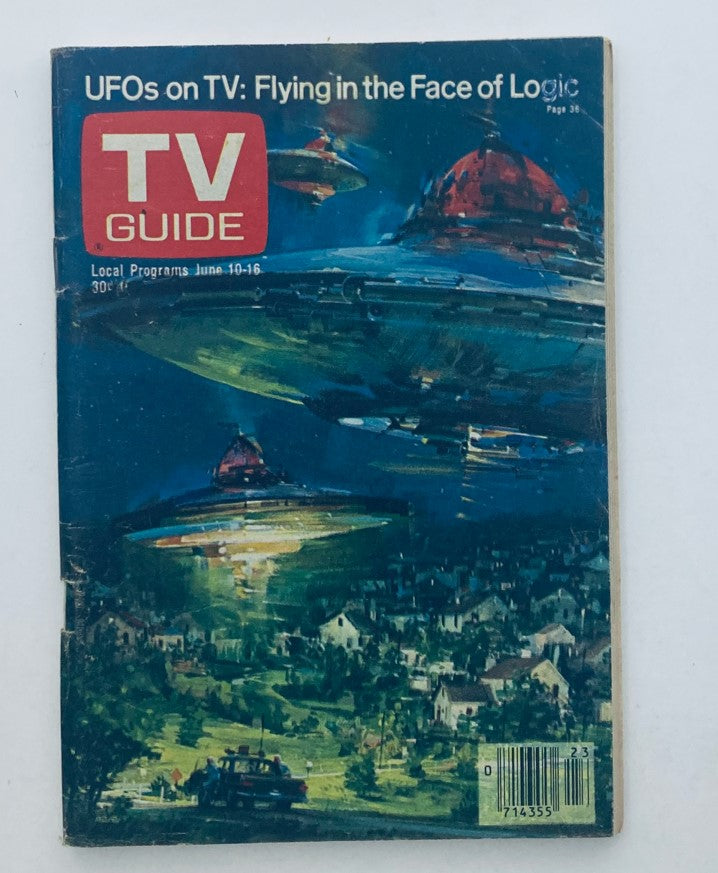 UFOs on TV: Flying in the Face of Logic
Page 36
TV
GUIDE
®
Local Programs June 10-16
30¢
23
0
714355